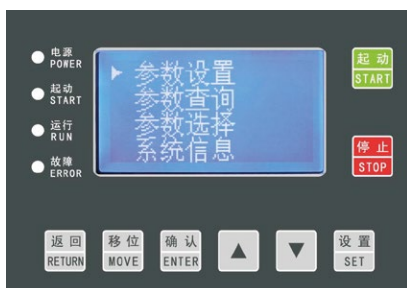 电源
POWER
起动
START
运行
RUN
故障
ERROR
参数设置
参数查询
参数选择
系统信息
起动
START
停止
STOP
返回
RETURN
移位
MOVE
确认
ENTER
设置
SET